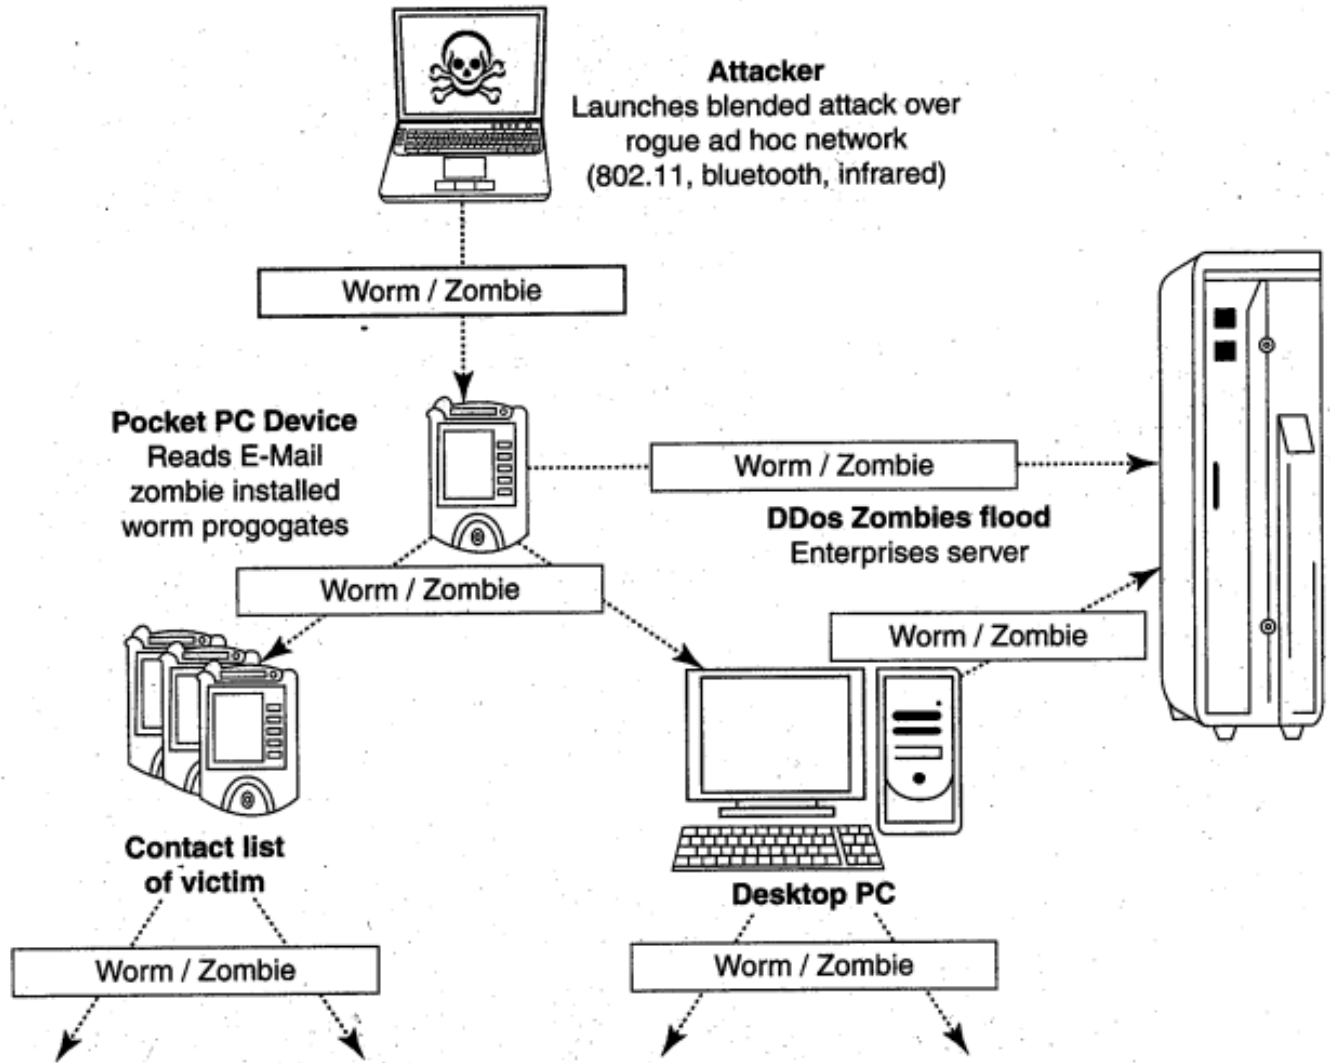 Attacker
Launches blended attack over
rogue ad hoc network
(802.11, bluetooth, infrared)
Worm / Zombie
Pocket PC Device
Reads E-Mail
zombie installed
worm progogates
Worm / Zombie
DDos Zombies flood
Enterprises server
Worm / Zombie
Worm / Zombie
Contact list
of victim
Desktop PC
Worm / Zombie
Worm / Zombie